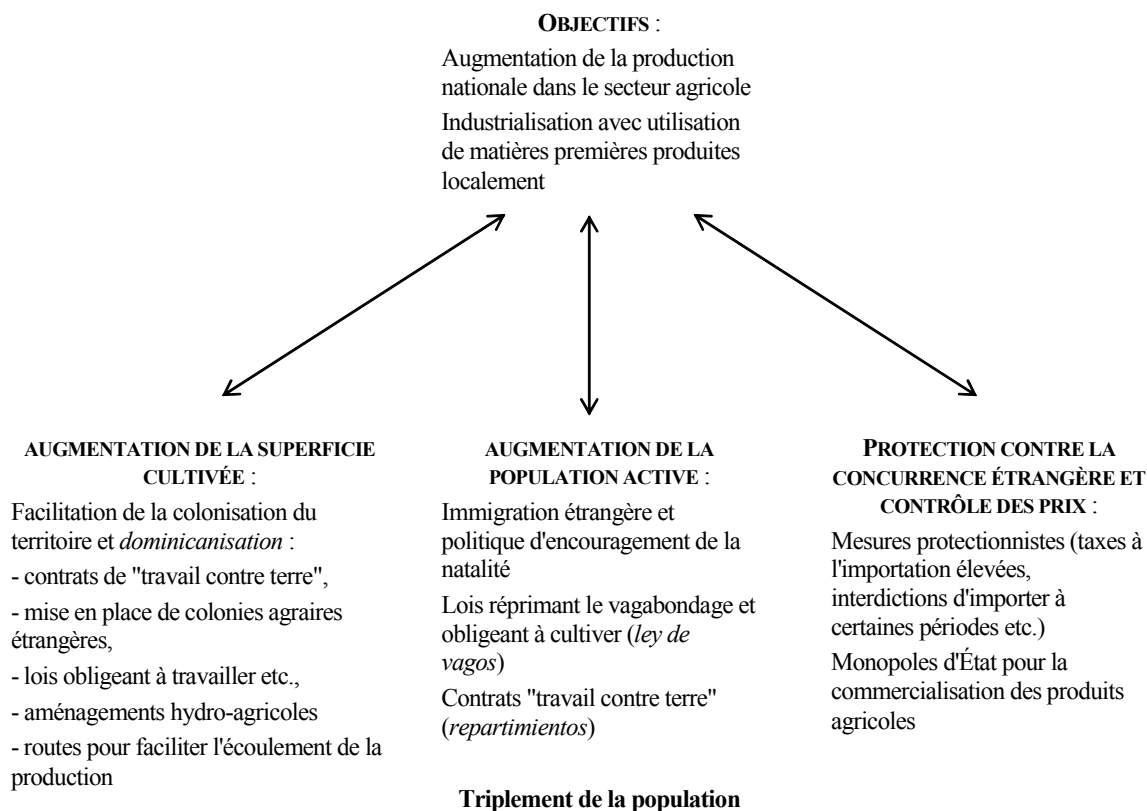 OBJECTIFS :
Augmentation de la production
nationale dans le secteur agricole
Industrialisation avec utilisation
de matières premières produites
localement
AUGMENTATION DE LA SUPERFICIE
CULTIVÉE :
Facilitation de la colonisation du
territoire et dominicanisation :
- contrats de "travail contre terre",
- mise en place de colonies agraires
étrangères,
- lois obligeant à travailler etc.,
- aménagements hydro-agricoles
- routes pour faciliter l'écoulement de la
production
AUGMENTATION DE LA
POPULATION ACTIVE :
Immigration étrangère et
politique d'encouragement de la
natalité
Lois réprimant le vagabondage et
obligeant à cultiver (ley de
vagos)
Contrats "travail contre terre"
(repartimientos)
PROTECTION CONTRE LA
CONCURRENCE ÉTRANGÈRE ET
CONTRÔLE DES PRIX :
Mesures protectionnistes (taxes à
l'importation élevées,
interdictions d'importer à
certaines périodes etc.)
Monopoles d'État pour la
commercialisation des produits
agricoles
Triplement de la population